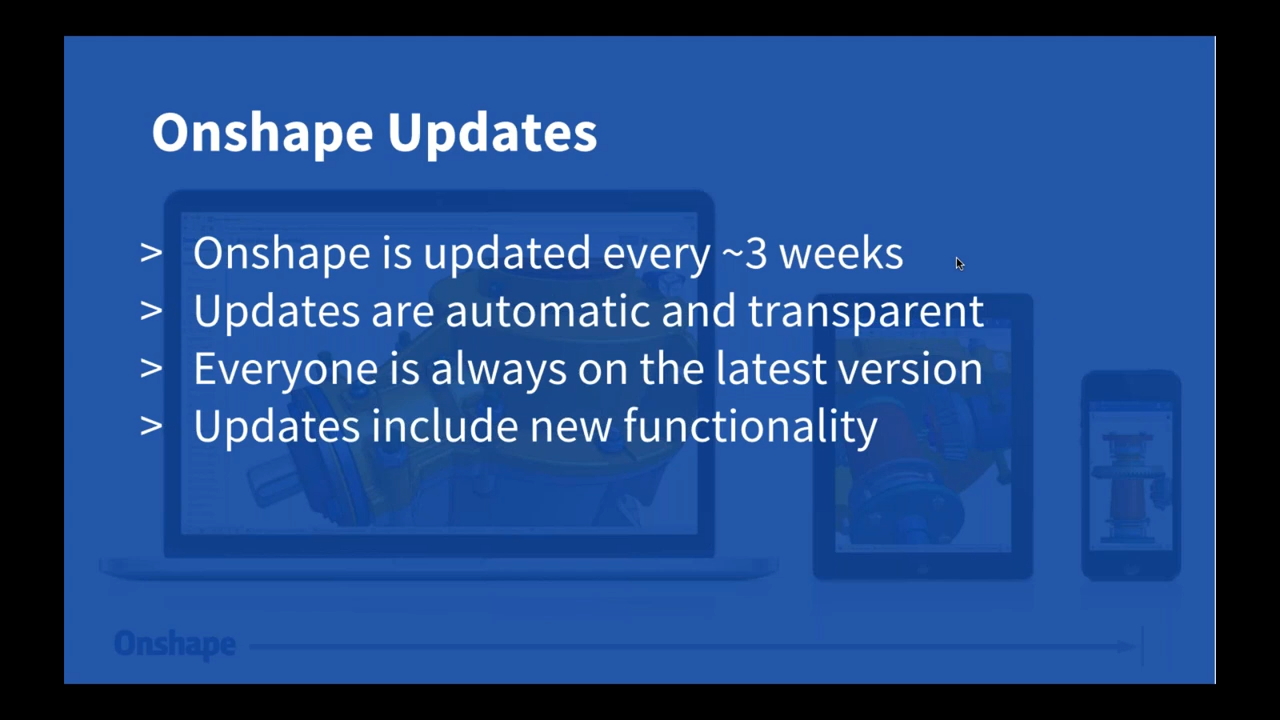 Onshape Updates
> Onshape is updated every ~3 weeks
> Updates are automatic and transparent
> Everyone is always on the latest version
> Updates include new functionality
Onshape